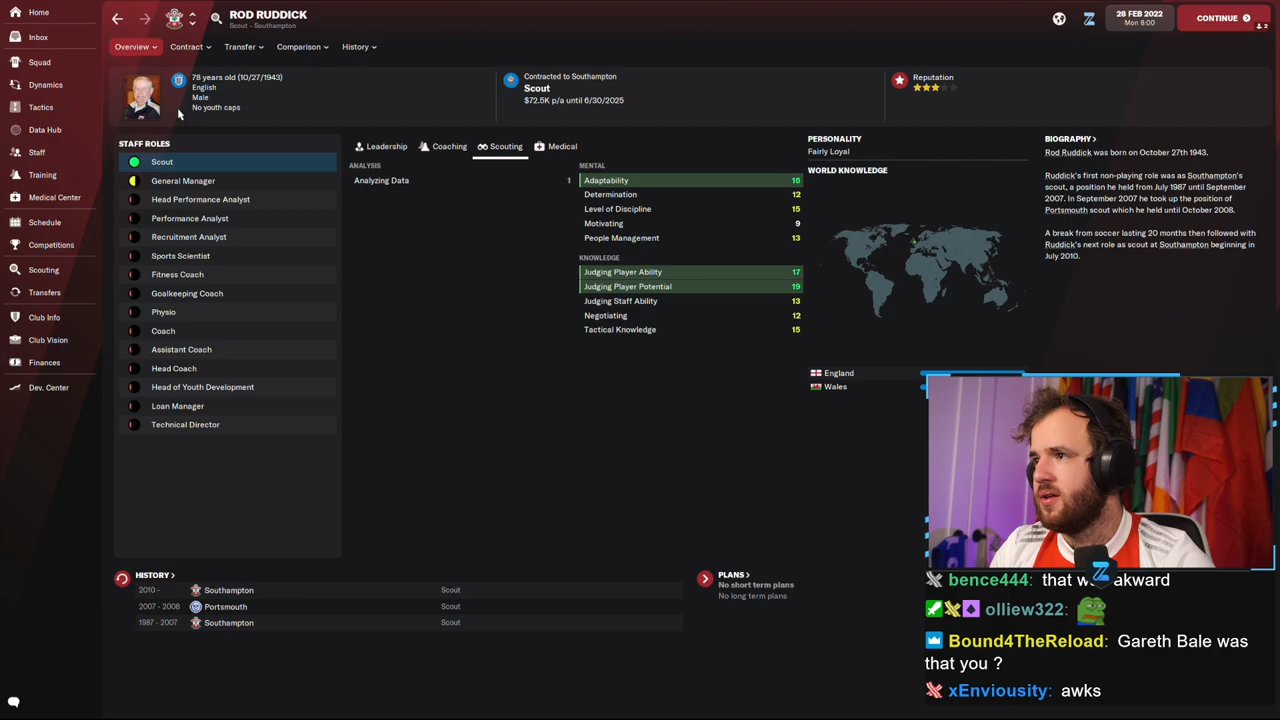 Home
Inbox
Squad
Dynamics
Tactics
Data Hub
Staff
Training
Medical Center
Schedule
Competitions
Scouting
Transfers
Club Info
Club Vision
Finances
Dev. Center
ROD RUDDICK
Scout - Southampton
28 FEB 2022
Mon 8:00
CONTINUE
2
Overview
Contract
Transfer
Comparison
History
78 years old (10/27/1943)
English
Male
No youth caps
Contracted to Southampton
Scout
$72.5K p/a until 6/30/2025
Reputation
STAFF ROLES
Scout
General Manager
Head Performance Analyst
Performance Analyst
Recruitment Analyst
Sports Scientist
Fitness Coach
Goalkeeping Coach
Physio
Coach
Assistant Coach
Head Coach
Head of Youth Development
Loan Manager
Technical Director
Leadership
Coaching
Scouting
Medical
ANALYSIS
Analyzing Data 1
MENTAL
Adaptability 16
Determination 12
Level of Discipline 15
Motivating 9
People Management 13
KNOWLEDGE
Judging Player Ability 17
Judging Player Potential 19
Judging Staff Ability 13
Negotiating 12
Tactical Knowledge 15
PERSONALITY
Fairly Loyal
WORLD KNOWLEDGE
England
Wales
BIOGRAPHY >
Rod Ruddick was born on October 27th 1943.
Ruddick's first non-playing role was as Southampton's
scout, a position he held from July 1987 until September
2007. In September 2007 he took up the position of
Portsmouth scout which he held until October 2008.
A break from soccer lasting 20 months then followed with
Ruddick's next role as scout at Southampton beginning in
July 2010.
HISTORY >
2010 - Southampton Scout
2007 - 2008 Portsmouth Scout
1987 - 2007 Southampton Scout
PLANS >
No short term plans
No long term plans
bence444: that w akward
olliew322:
Bound4TheReload: Gareth Bale was
that you ?
xEnviousity: awks